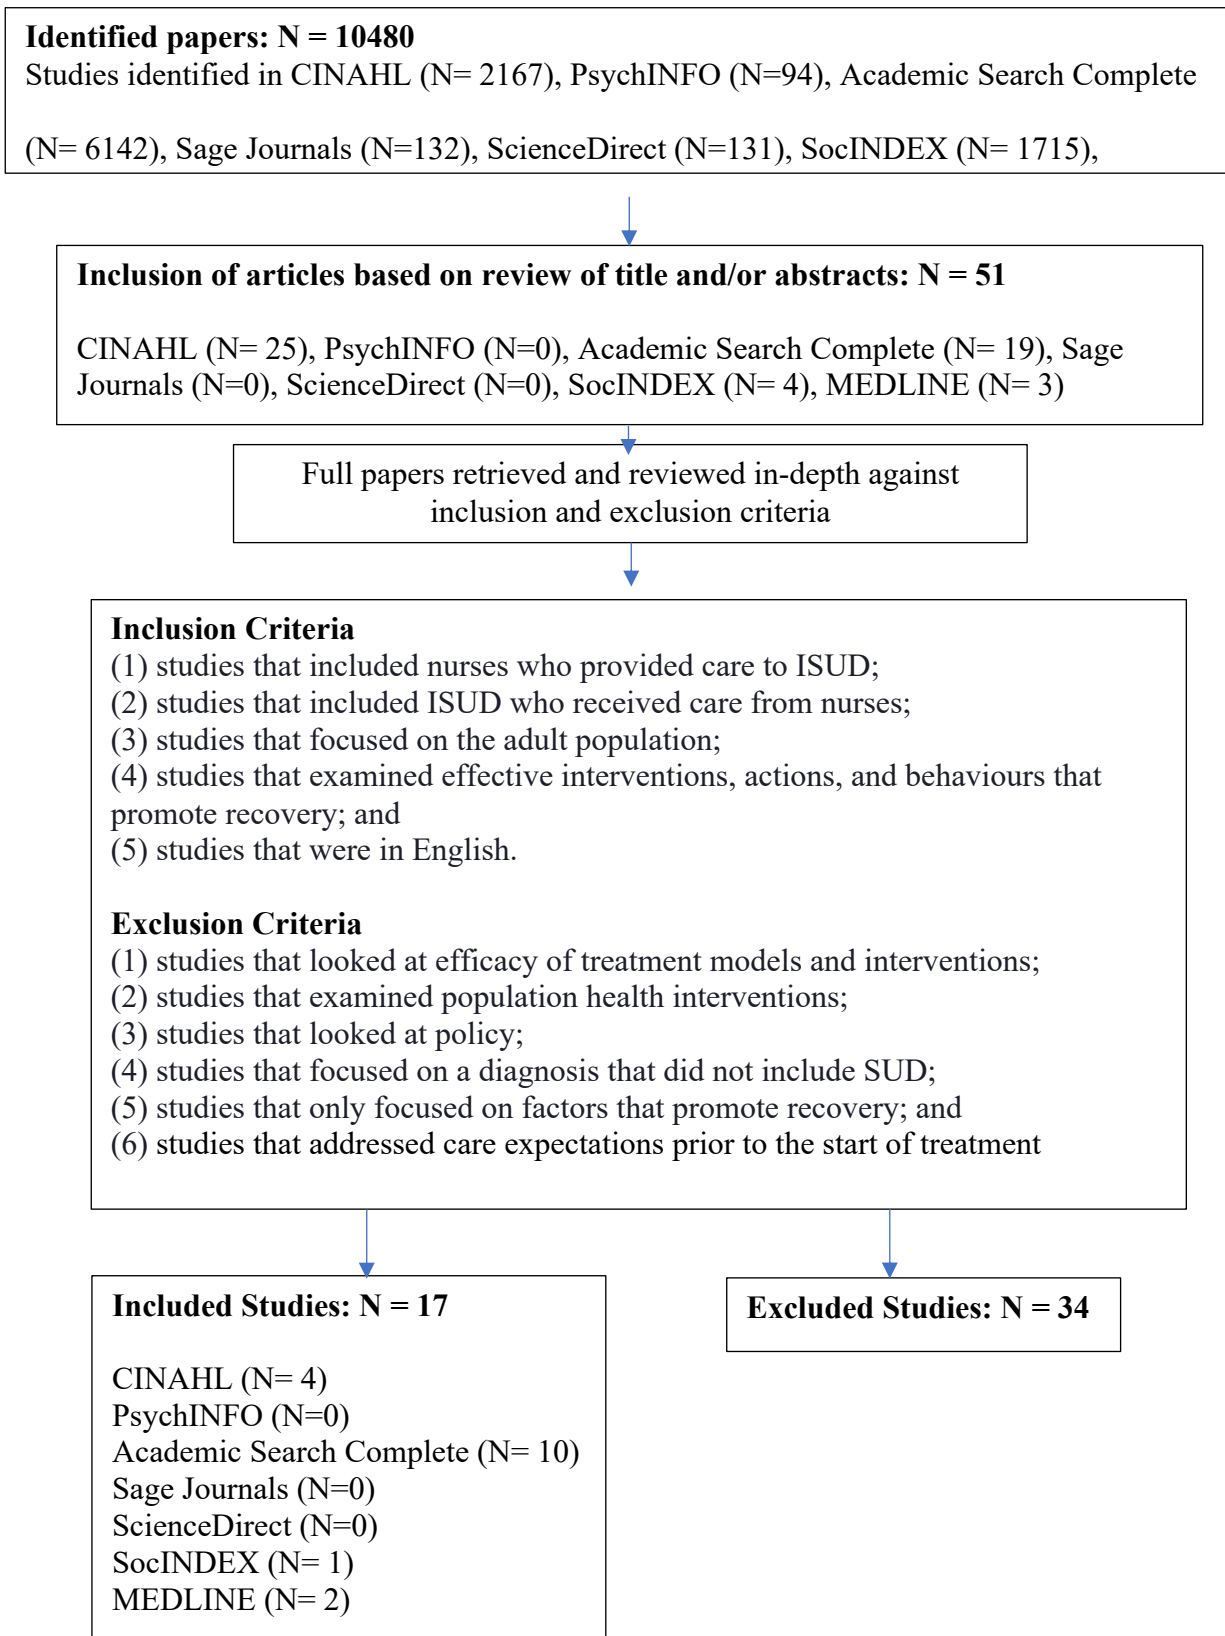 Identified papers: N = 10480
Studies identified in CINAHL (N= 2167), PsychINFO (N=94), Academic Search Complete
(N= 6142), Sage Journals (N=132), ScienceDirect (N=131), SocINDEX (N= 1715),
Inclusion of articles based on review of title and/or abstracts: N = 51
CINAHL (N= 25), PsychINFO (N=0), Academic Search Complete (N= 19), Sage
Journals (N=0), ScienceDirect (N=0), SocINDEX (N= 4), MEDLINE (N= 3)
Full papers retrieved and reviewed in-depth against
inclusion and exclusion criteria
Inclusion Criteria
(1) studies that included nurses who provided care to ISUD;
(2) studies that included ISUD who received care from nurses;
(3) studies that focused on the adult population;
(4) studies that examined effective interventions, actions, and behaviours that
promote recovery; and
(5) studies that were in English.
Exclusion Criteria
(1) studies that looked at efficacy of treatment models and interventions;
(2) studies that examined population health interventions;
(3) studies that looked at policy;
(4) studies that focused on a diagnosis that did not include SUD;
(5) studies that only focused on factors that promote recovery; and
(6) studies that addressed care expectations prior to the start of treatment
Included Studies: N = 17
CINAHL (N= 4)
PsychINFO (N=0)
Academic Search Complete (N= 10)
Sage Journals (N=0)
ScienceDirect (N=0)
SocINDEX (N= 1)
MEDLINE (N= 2)
Excluded Studies: N = 34